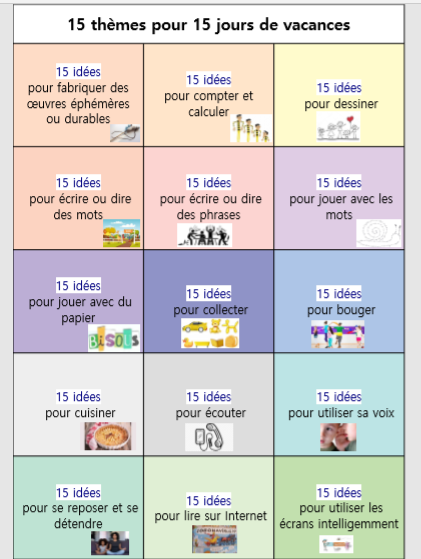 15 thèmes pour 15 jours de vacances
15 idées
pour fabriquer des
œuvres éphémères
ou durables
15 idées
pour compter et
calculer
15 idées
pour dessiner
15 idées
pour écrire ou dire
des mots
15 idées
pour écrire ou dire
des phrases
15 idées
pour jouer avec les
mots
15 idées
pour jouer avec du
papier
BISOUS
15 idées
pour collecter
15 idées
pour bouger
15 idées
pour cuisiner
15 idées
pour écouter
15 idées
pour utiliser sa voix
15 idées
pour se reposer et se
détendre
15 idées
pour lire sur Internet
15 idées
pour utiliser les
écrans intelligemment